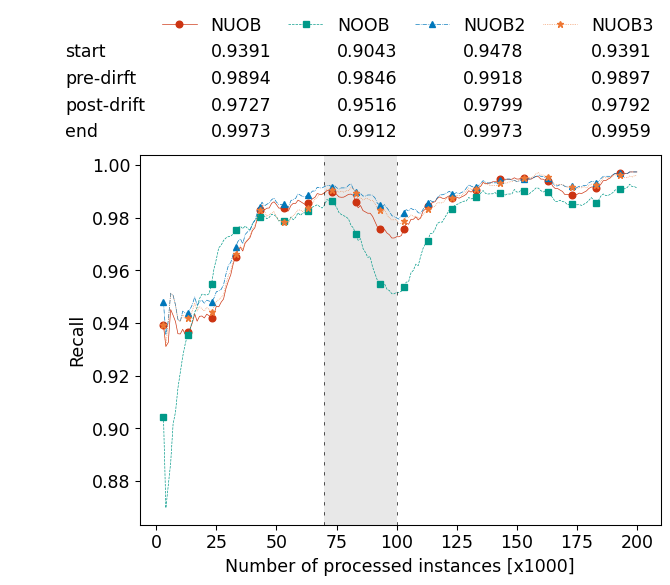 NUOB NOOB NUOB2 NUOB3
start 0.9391 0.9043 0.9478 0.9391
pre-dirft 0.9894 0.9846 0.9918 0.9897
post-drift 0.9727 0.9516 0.9799 0.9792
end 0.9973 0.9912 0.9973 0.9959
1.00
0.98
0.96
0.94
0.92
0.90
0.88
Recall
0 25 50 75 100 125 150 175 200
Number of processed instances [x1000]